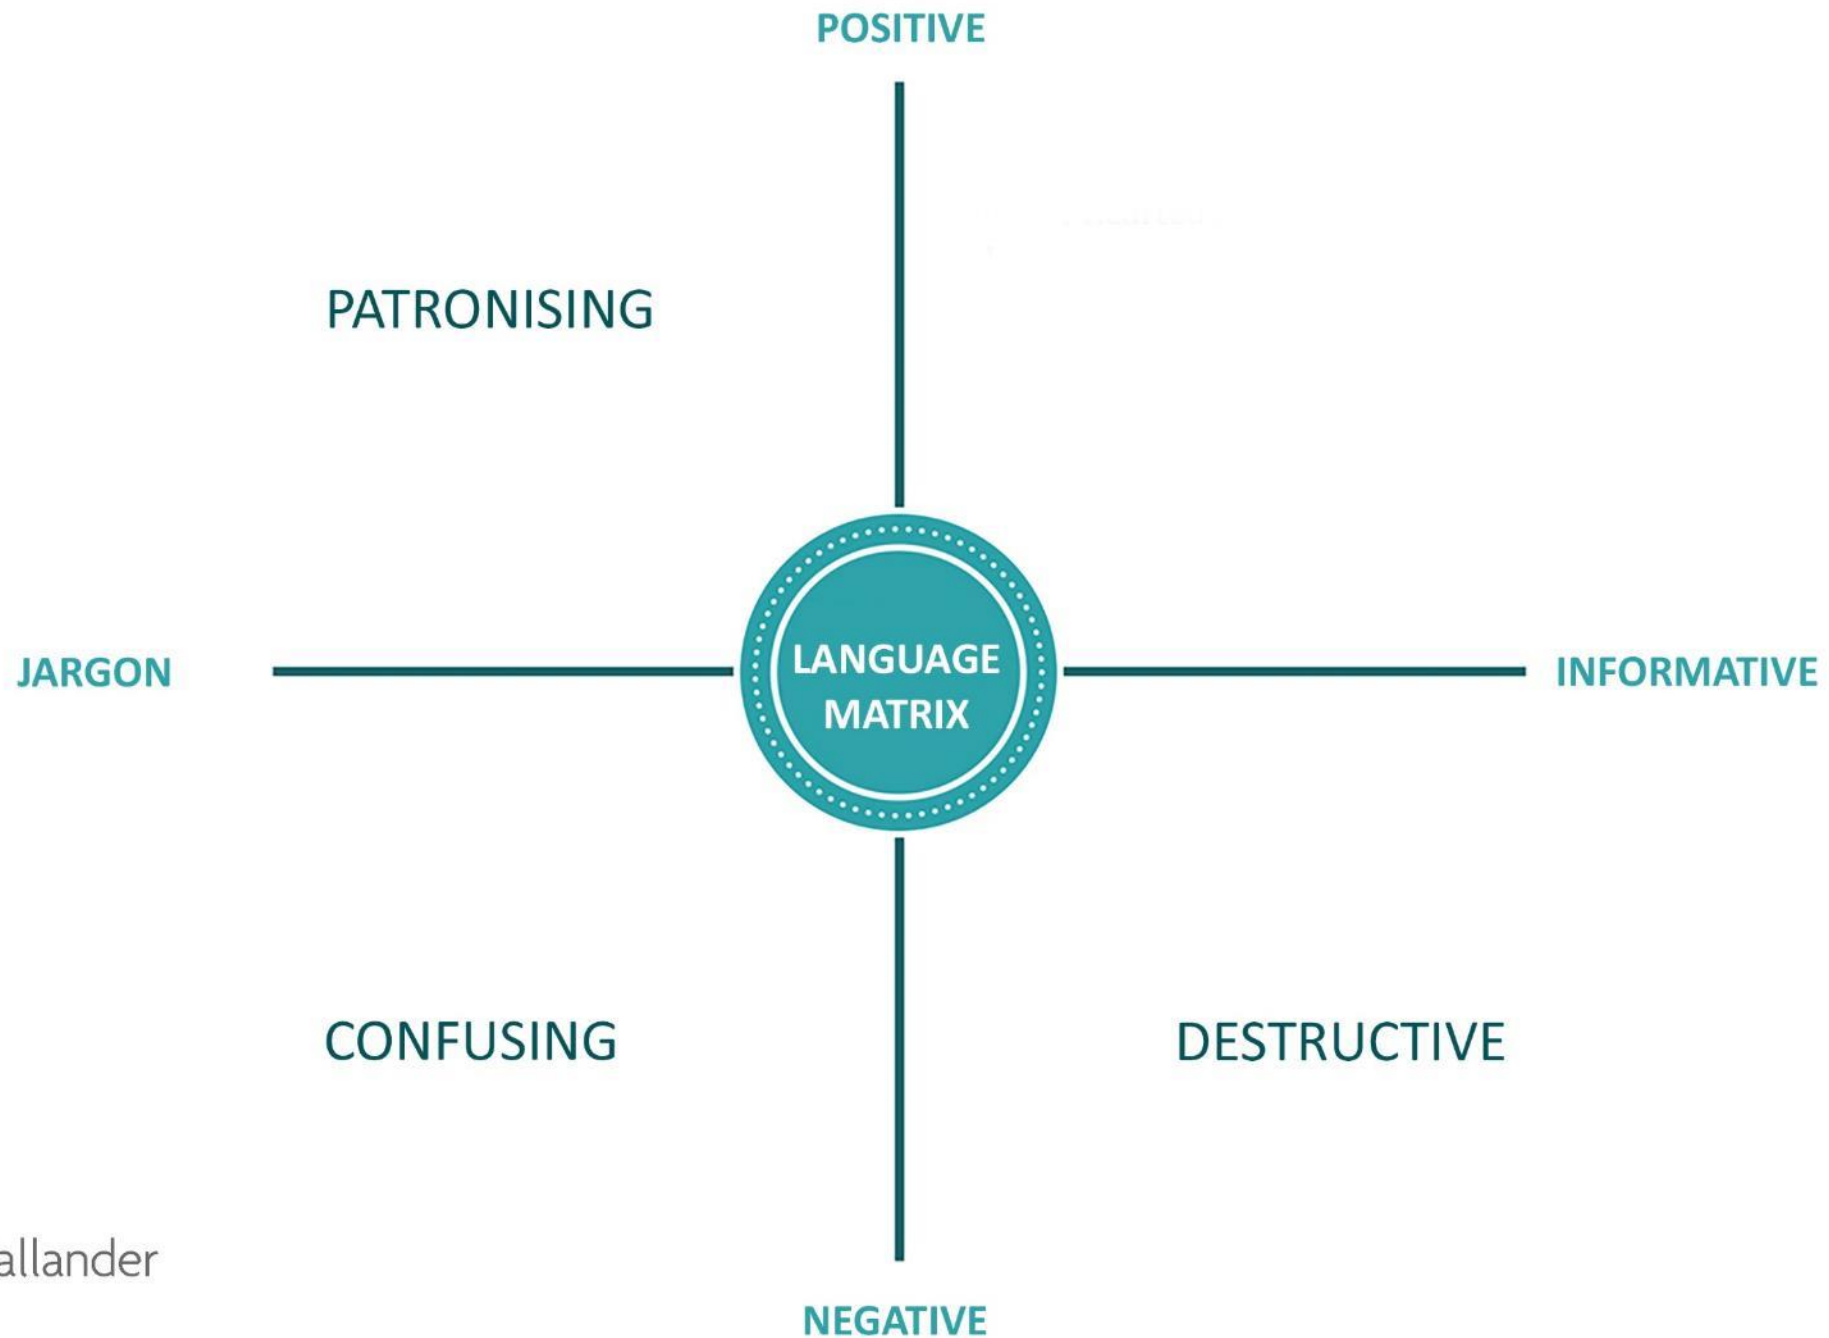 POSITIVE
PATRONISING
JARGON
LANGUAGE
MATRIX
INFORMATIVE
CONFUSING
DESTRUCTIVE
allander
NEGATIVE